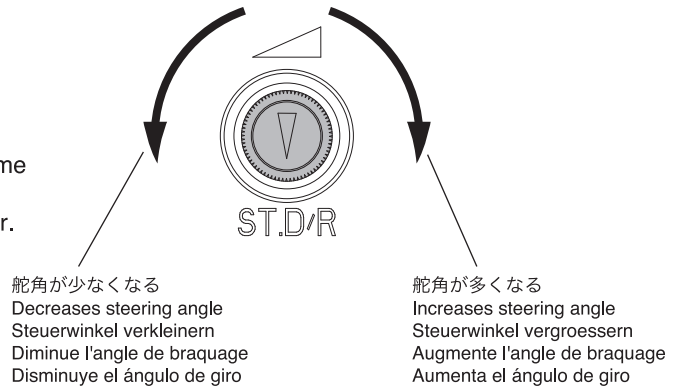 me
r.
ST.D/R
舵角が少なくなる
Decreases steering angle
Steuerwinkel verkleinern
Diminue l'angle de braquage
Disminuye el ángulo de giro
舵角が多くなる
Increases steering angle
Steuerwinkel vergroessern
Augmente l'angle de braquage
Aumenta el ángulo de giro